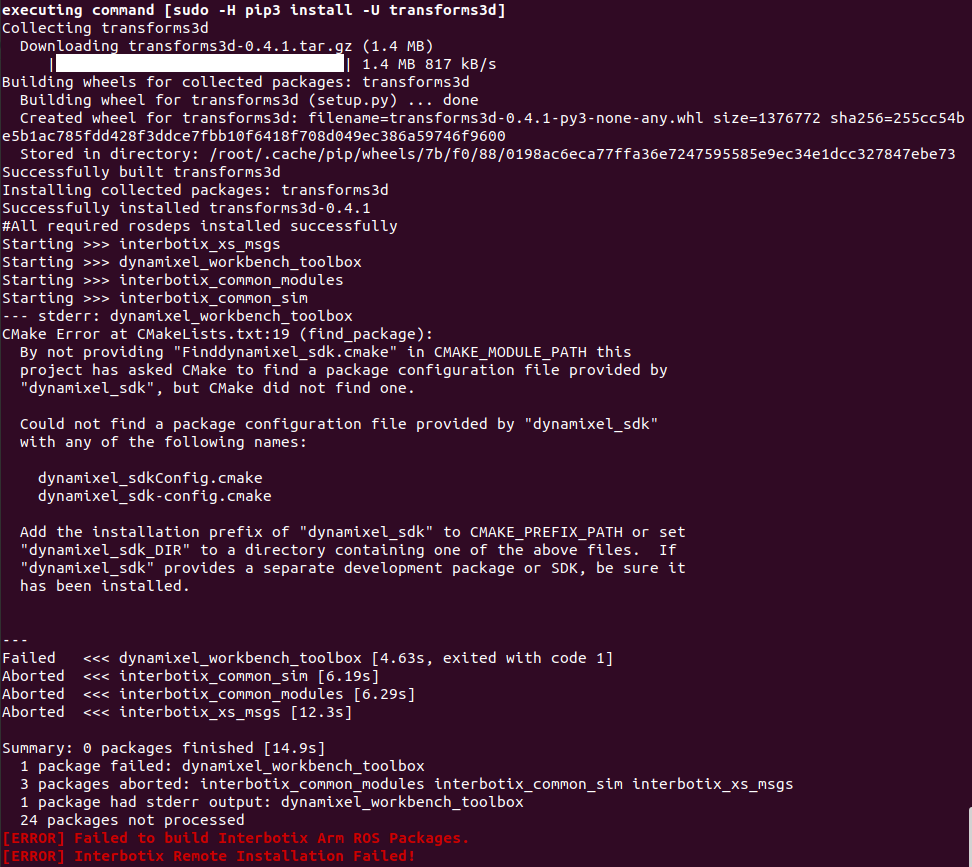 executing command [sudo -H pip3 install -U transforms3d]
Collecting transforms3d
  Downloading transforms3d-0.4.1.tar.gz (1.4 MB)
     |████████████████████████████████| 1.4 MB 817 kB/s
Building wheels for collected packages: transforms3d
  Building wheel for transforms3d (setup.py) ... done
  Created wheel for transforms3d: filename=transforms3d-0.4.1-py3-none-any.whl size=1376772 sha256=255cc54b
e5b1ac785fdd428f3ddce7fbb10f6418f708d049ec386a59746f9600
  Stored in directory: /root/.cache/pip/wheels/7b/f0/88/0198ac6eca77ffa36e7247595585e9ec34e1dcc327847ebe73
Successfully built transforms3d
Installing collected packages: transforms3d
Successfully installed transforms3d-0.4.1
#All required rosdeps installed successfully
Starting >>> interbotix_xs_msgs
Starting >>> dynamixel_workbench_toolbox
Starting >>> interbotix_common_modules
Starting >>> interbotix_common_sim
--- stderr: dynamixel_workbench_toolbox
CMake Error at CMakeLists.txt:19 (find_package):
  By not providing "Finddynamixel_sdk.cmake" in CMAKE_MODULE_PATH this
  project has asked CMake to find a package configuration file provided by
  "dynamixel_sdk", but CMake did not find one.

  Could not find a package configuration file provided by "dynamixel_sdk"
  with any of the following names:

    dynamixel_sdkConfig.cmake
    dynamixel_sdk-config.cmake

  Add the installation prefix of "dynamixel_sdk" to CMAKE_PREFIX_PATH or set
  "dynamixel_sdk_DIR" to a directory containing one of the above files.  If
  "dynamixel_sdk" provides a separate development package or SDK, be sure it
  has been installed.

---
Failed   <<< dynamixel_workbench_toolbox [4.63s, exited with code 1]
Aborted  <<< interbotix_common_sim [6.19s]
Aborted  <<< interbotix_common_modules [6.29s]
Aborted  <<< interbotix_xs_msgs [12.3s]

Summary: 0 packages finished [14.9s]
  1 package failed: dynamixel_workbench_toolbox
  3 packages aborted: interbotix_common_modules interbotix_common_sim interbotix_xs_msgs
  1 package had stderr output: dynamixel_workbench_toolbox
  24 packages not processed
[ERROR] Failed to build Interbotix Arm ROS Packages.
[ERROR] Interbotix Remote Installation Failed!